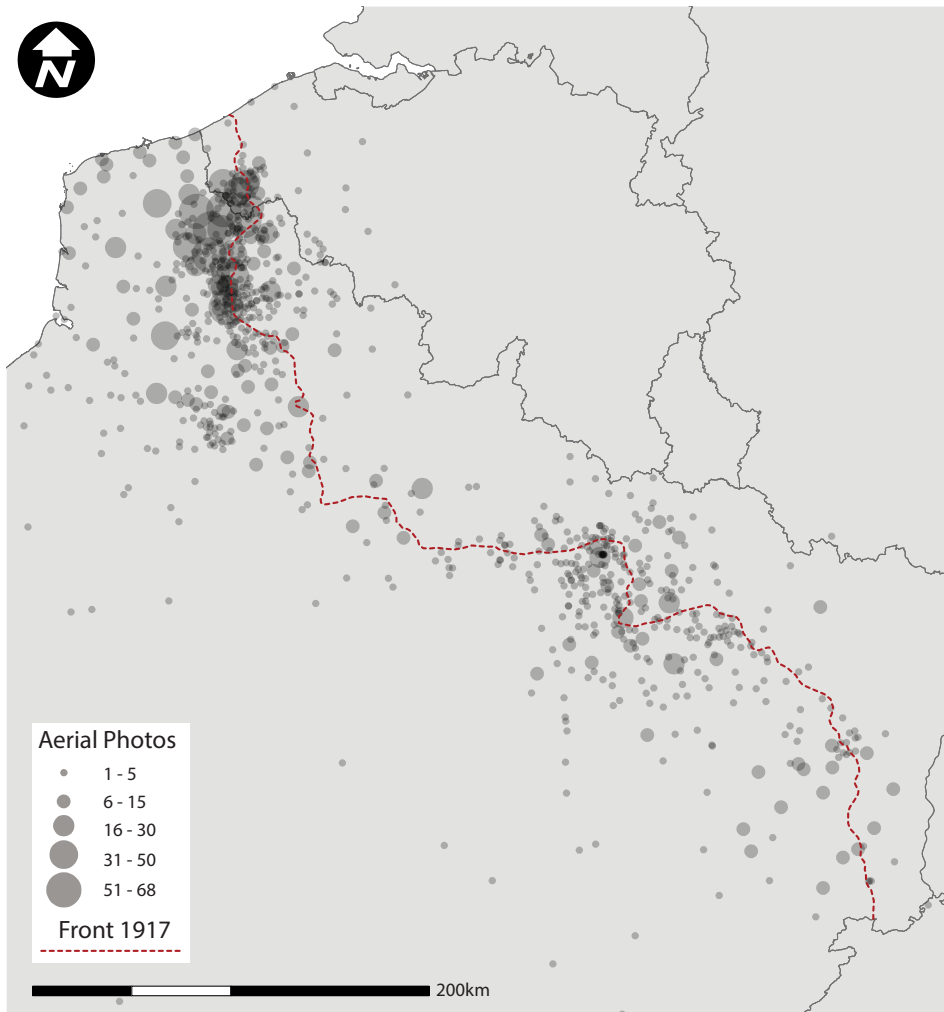 N
Aerial Photos
1 - 5
6 - 15
16 - 30
31 - 50
51 - 68
Front 1917
200km